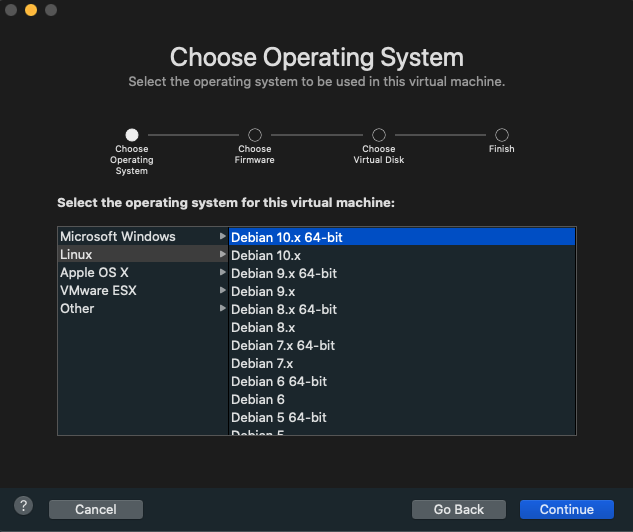 Choose Operating System
Select the operating system to be used in this virtual machine.
Choose
Operating
System
Choose
Firmware
Choose
Virtual Disk
Finish
Select the operating system for this virtual machine:
Microsoft Windows
Linux
Apple OS X
VMware ESX
Other
Debian 10.x 64-bit
Debian 10.x
Debian 9.x 64-bit
Debian 9.x
Debian 8.x 64-bit
Debian 8.x
Debian 7.x 64-bit
Debian 7.x
Debian 6 64-bit
Debian 6
Debian 5 64-bit
Debian 5
?
Cancel
Go Back
Continue